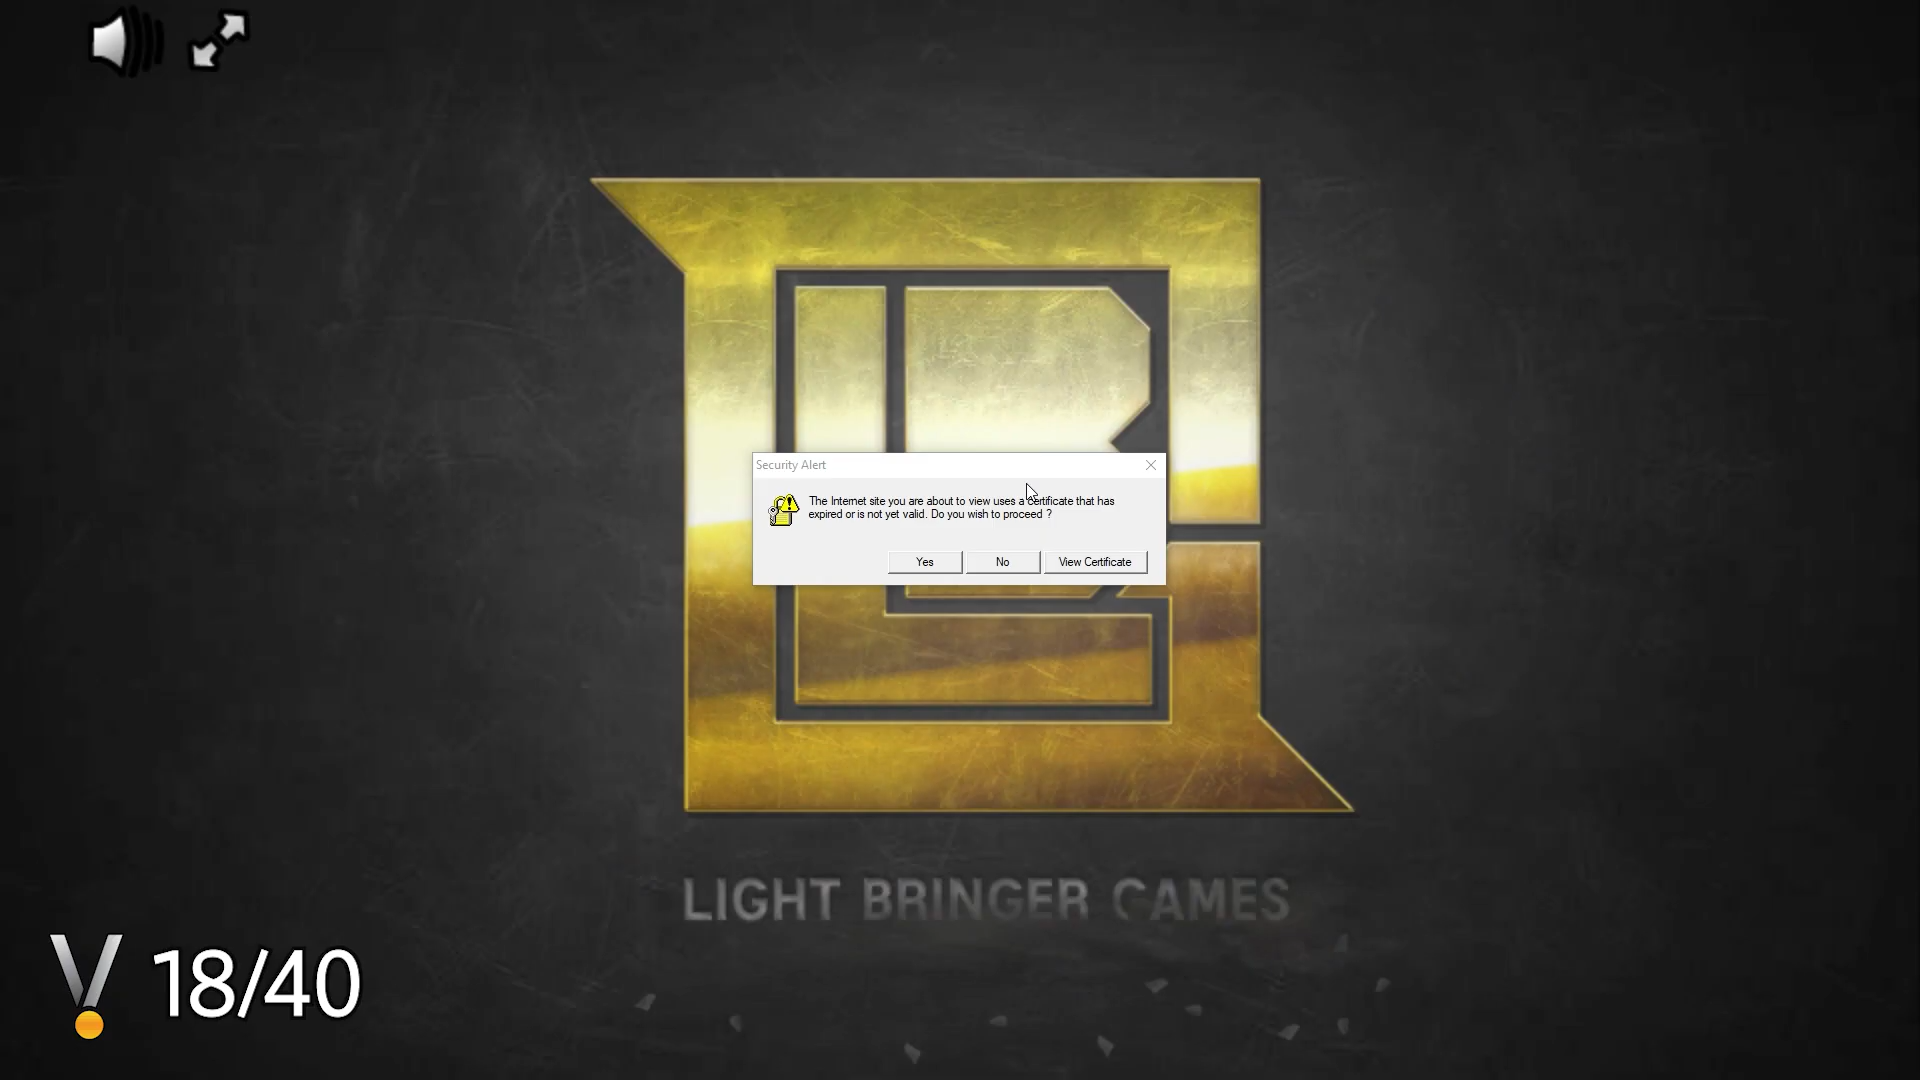 Security Alert
The Internet site you are about to view uses a certificate that has
expired or is not yet valid. Do you wish to proceed ?
Yes
No
View Certificate
LIGHT BRINGER GAMES
18/40